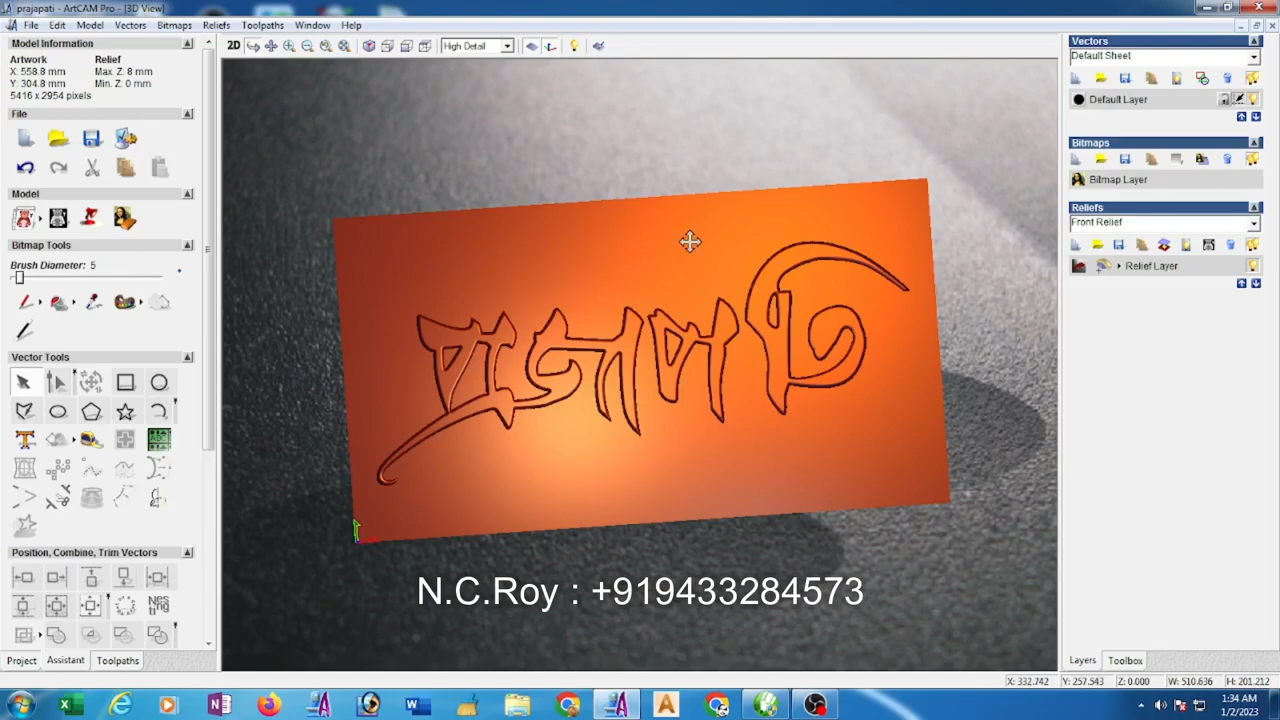 prajapati - ArtCAM Pro - [3D View]
File Edit Model Vectors Bitmaps Reliefs Toolpaths Window Help
Model Information
Artwork Relief
X: 558.8 mm Max. Z: 8 mm
Y: 304.8 mm Min. Z: 0 mm
5416 x 2954 pixels
File
Model
Bitmap Tools
Brush Diameter: 5
Vector Tools
Position, Combine, Trim Vectors
Project Assistant Toolpaths
2D High Detail
প্রজাপতি
N.C.Roy : +919433284573
Vectors
Default Sheet
Default Layer
Bitmaps
Bitmap Layer
Reliefs
Front Relief
Relief Layer
Layers Toolbox
X: 332.742 Y: 257.543 Z: 0.000 W: 510.636 H: 201.212
1:34 AM
1/2/2023